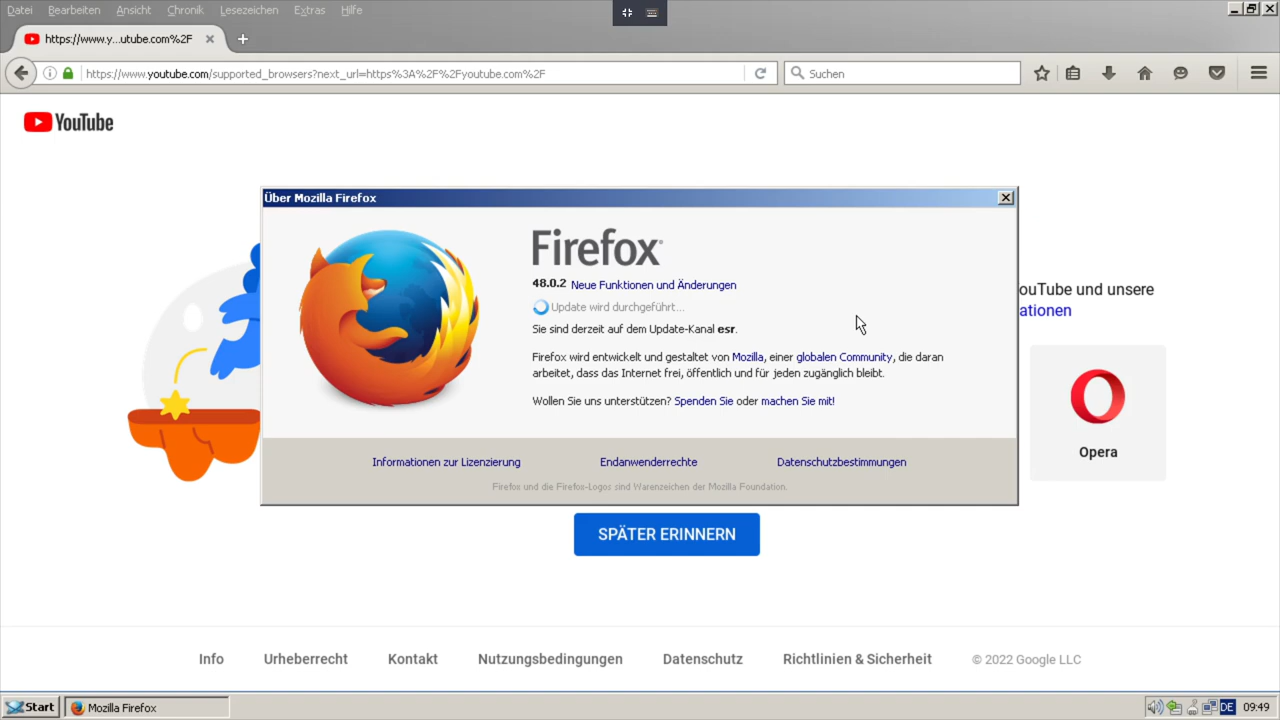 Datei Bearbeiten Ansicht Chronik Lesezeichen Extras Hilfe
https://www.y...utube.com%2F
https://www.youtube.com/supported_browsers?next_url=https%3A%2F%2Fyoutube.com%2F
Suchen
YouTube
Über Mozilla Firefox
Firefox
48.0.2 Neue Funktionen und Änderungen
Update wird durchgeführt...
Sie sind derzeit auf dem Update-Kanal esr.
Firefox wird entwickelt und gestaltet von Mozilla, einer globalen Community, die daran
arbeitet, dass das Internet frei, öffentlich und für jeden zugänglich bleibt.
Wollen Sie uns unterstützen? Spenden Sie oder machen Sie mit!
Informationen zur Lizenzierung Endanwenderrechte Datenschutzbestimmungen
Firefox und die Firefox-Logos sind Warenzeichen der Mozilla Foundation.
ouTube und unsere
ationen
Opera
SPÄTER ERINNERN
Info Urheberrecht Kontakt Nutzungsbedingungen Datenschutz Richtlinien & Sicherheit © 2022 Google LLC
Start Mozilla Firefox DE 09:49